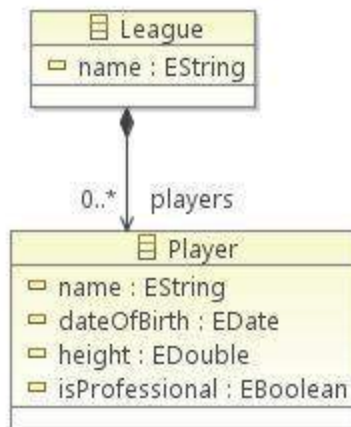 League
name : EString
0..* players
Player
name : EString
dateOfBirth : EDate
height : EDouble
isProfessional : EBoolean